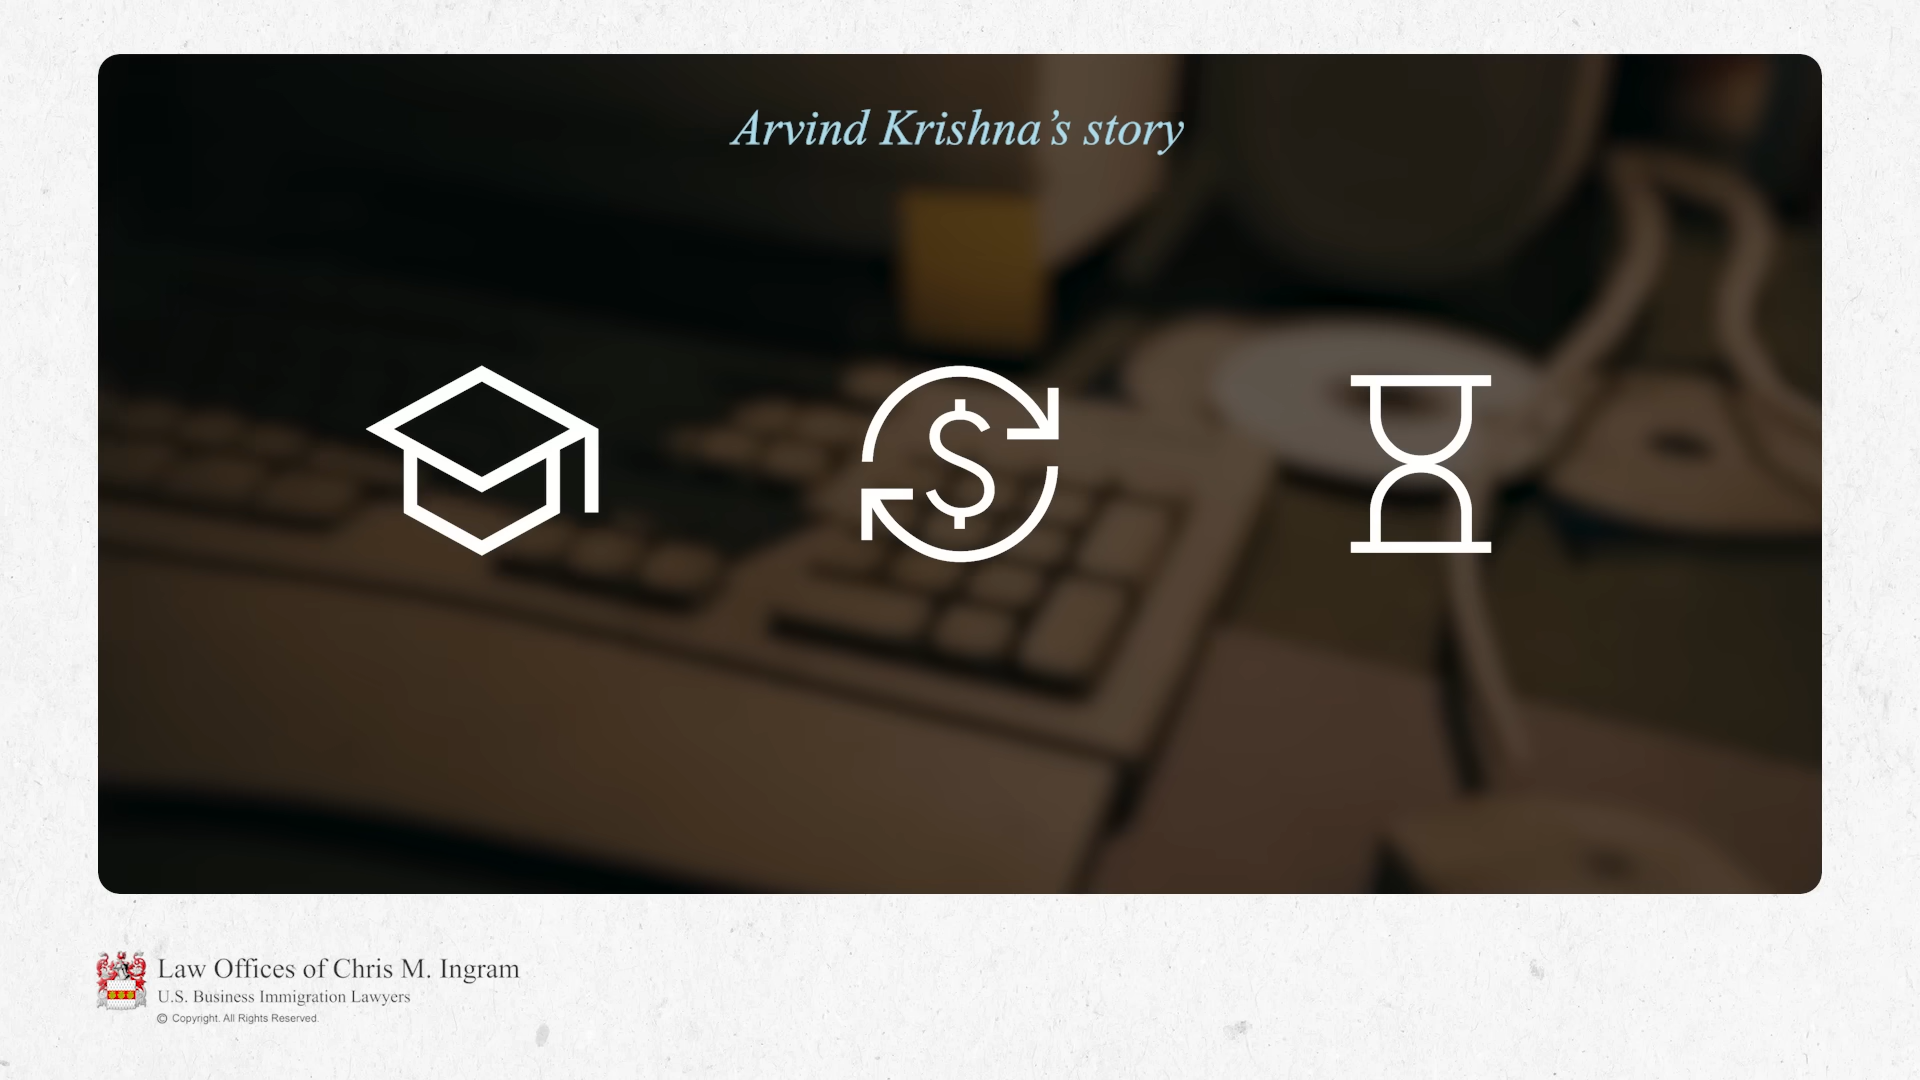 Arvind Krishna’s story
Law Offices of Chris M. Ingram
U.S. Business Immigration Lawyers
© Copyright. All Rights Reserved.